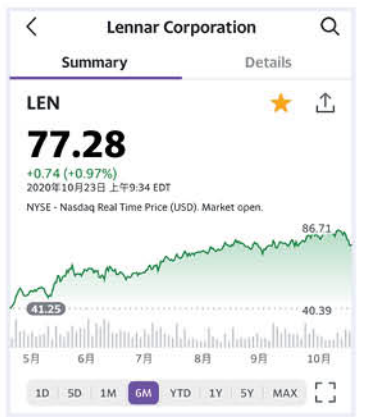 Lennar Corporation
Summary Details
LEN
77.28
+0.74 (+0.97%)
2020年10月23日 上午9:34 EDT
NYSE - Nasdaq Real Time Price (USD). Market open.
86.71
41.25
40.39
5月 6月 7月 8月 9月 10月
1D 5D 1M 6M YTD 1Y 5Y MAX